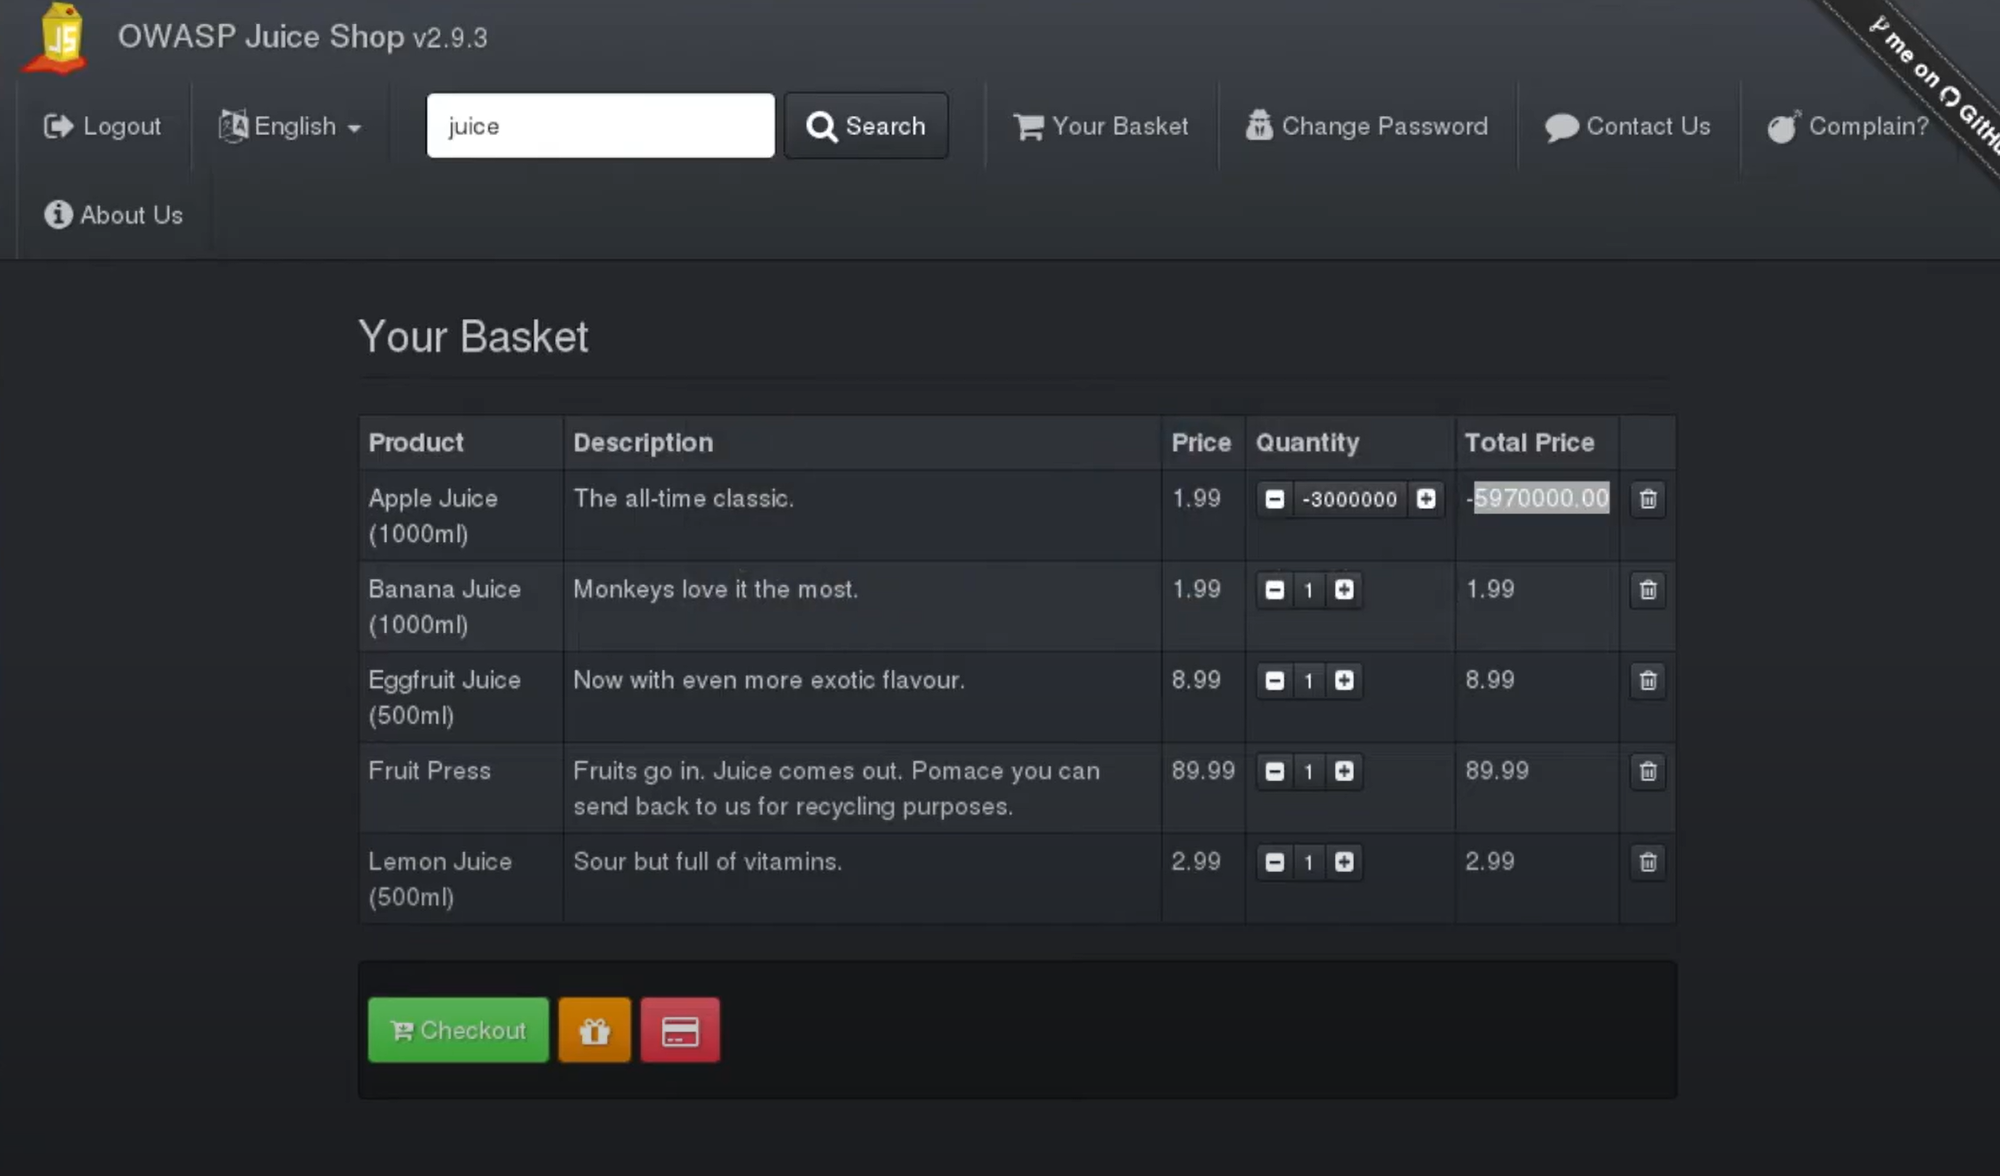 OWASP Juice Shop v2.9.3
me on GitHu
Logout English juice Search Your Basket Change Password Contact Us Complain?
About Us
Your Basket
Product Description Price Quantity Total Price
Apple Juice (1000ml) The all-time classic. 1.99 -3000000 -5970000.00
Banana Juice (1000ml) Monkeys love it the most. 1.99 1 1.99
Eggfruit Juice (500ml) Now with even more exotic flavour. 8.99 1 8.99
Fruit Press Fruits go in. Juice comes out. Pomace you can send back to us for recycling purposes. 89.99 1 89.99
Lemon Juice (500ml) Sour but full of vitamins. 2.99 1 2.99
Checkout